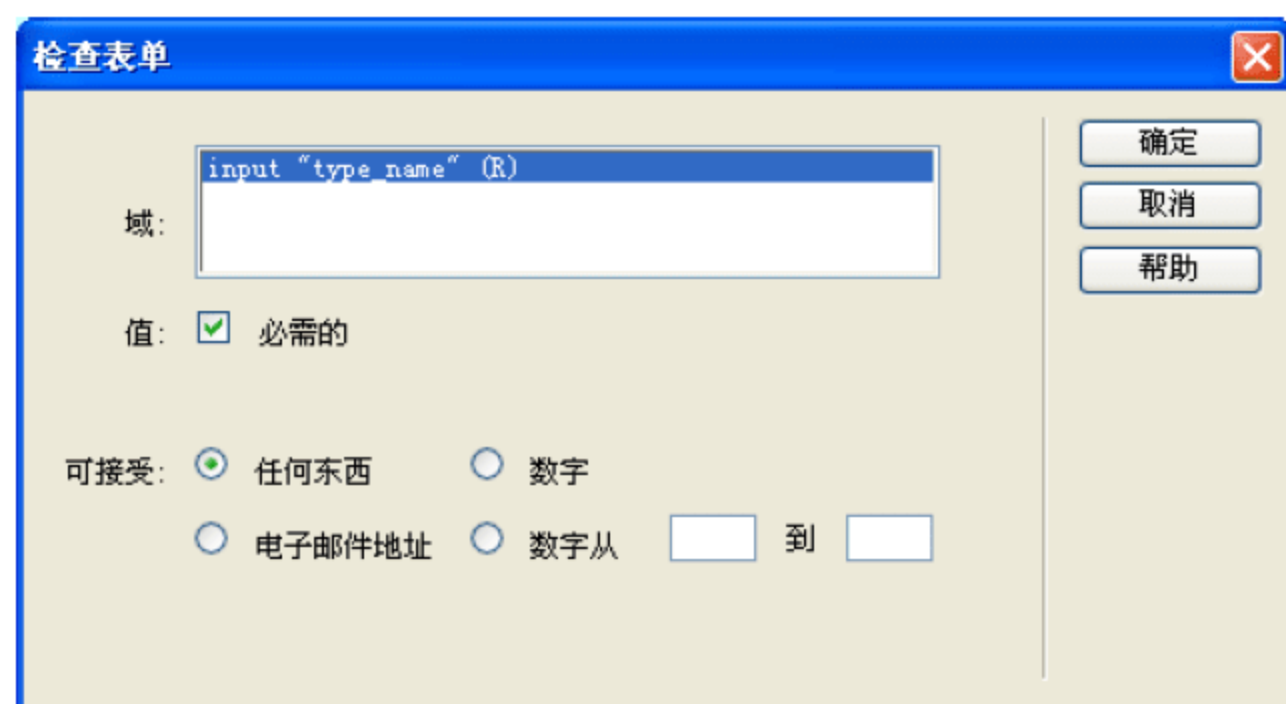 检查表单
input "type_name" (R)
域:
值: 必需的
可接受: 任何东西 数字
电子邮件地址 数字从 到
确定
取消
帮助